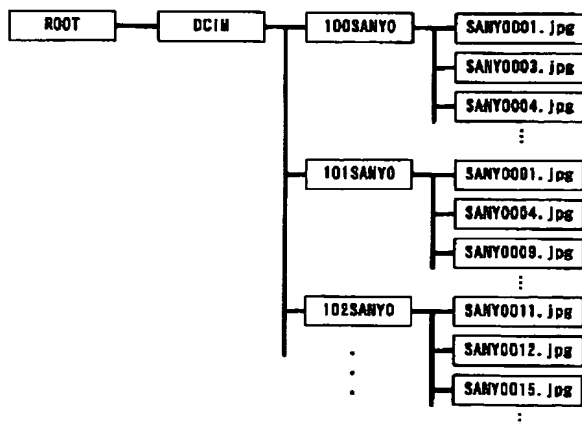 ROOT
DCIM
100SANYO
SANY0001.jpg
SANY0003.jpg
SANY0004.jpg
101SANYO
SANY0001.jpg
SANY0004.jpg
SANY0009.jpg
102SANYO
SANY0011.jpg
SANY0012.jpg
SANY0015.jpg